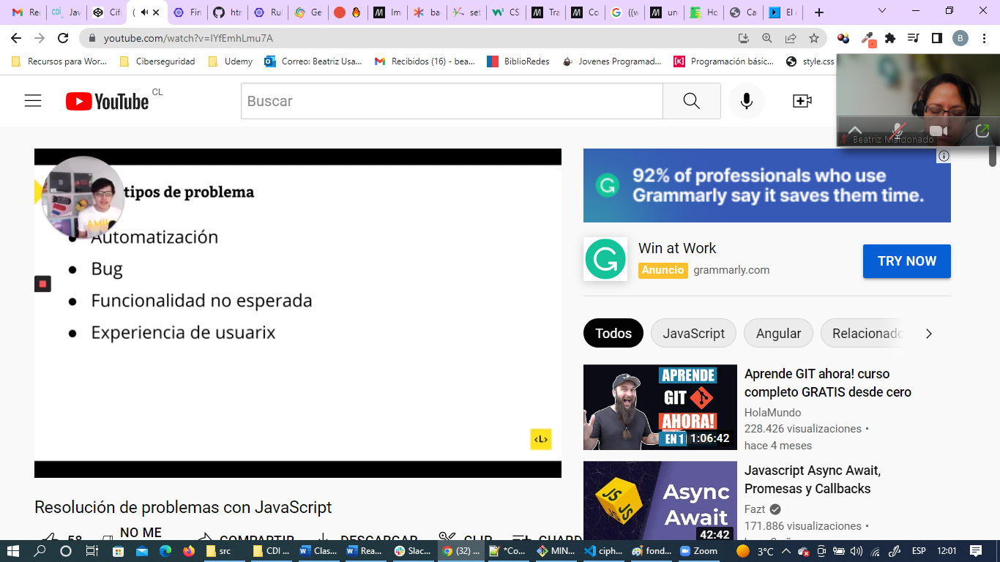 Rec
Jav
Cif
(
Fin
htr
Rul
Ge
Im
ba
set
CS
Tra
Co
((w
un
Ho
Ca
El c
youtube.com/watch?v=IYfEmhLmu7A
B
Recursos para Wor...
Ciberseguridad
Udemy
Correo: Beatriz Usa...
Recibidos (16) - bea...
BiblioRedes
Jovenes Programad...
Programación básic...
style.css
YouTube CL
Buscar
Beatriz Maldonado
tipos de problema
Automatización
Bug
Funcionalidad no esperada
Experiencia de usuarix
<L>
92% of professionals who use
Grammarly say it saves them time.
Win at Work
Anuncio grammarly.com
TRY NOW
Todos
JavaScript
Angular
Relacionado
APRENDE
GIT
AHORA!
EN 1
1:06:42
Aprende GIT ahora! curso
completo GRATIS desde cero
HolaMundo
228.426 visualizaciones •
hace 4 meses
JS
JS
Async
Await
42:42
Javascript Async Await,
Promesas y Callbacks
Fazt
171.886 visualizaciones •
Resolución de problemas con JavaScript
58
NO ME
COMPARTIR
DESCARGAR
CLIP
GUARD
src
CDI
Clas...
Rea...
Slac...
(32) ...
*Co...
MIN...
ciph...
fond...
Zoom
3°C
ESP
12:01